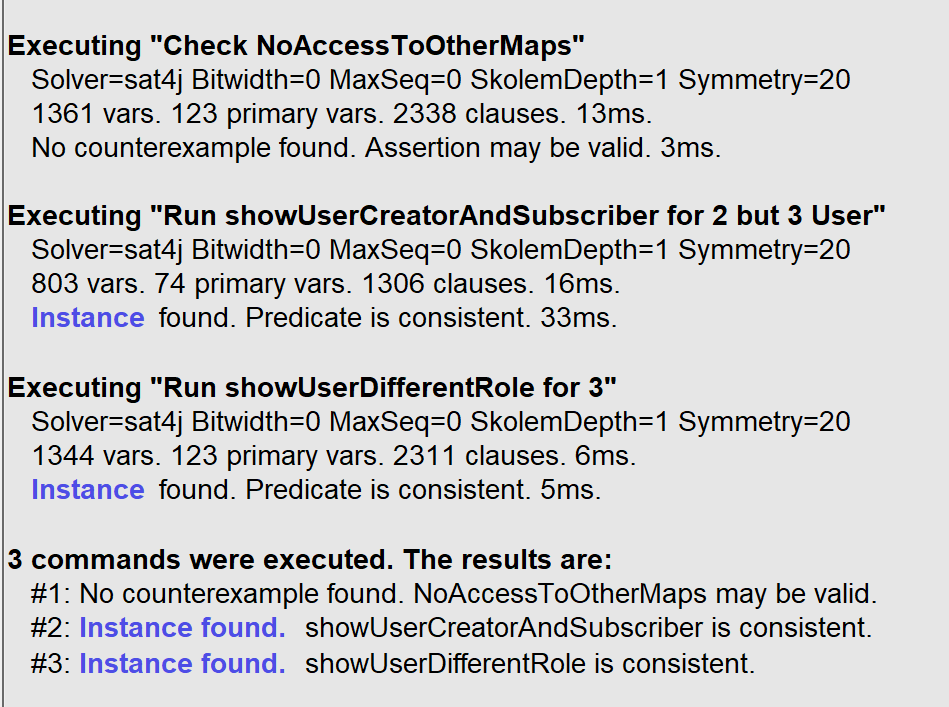 Executing "Check NoAccessToOtherMaps"
Solver=sat4j Bitwidth=0 MaxSeq=0 SkolemDepth=1 Symmetry=20
1361 vars. 123 primary vars. 2338 clauses. 13ms.
No counterexample found. Assertion may be valid. 3ms.
Executing "Run showUserCreatorAndSubscriber for 2 but 3 User"
Solver=sat4j Bitwidth=0 MaxSeq=0 SkolemDepth=1 Symmetry=20
803 vars. 74 primary vars. 1306 clauses. 16ms.
Instance found. Predicate is consistent. 33ms.
Executing "Run showUserDifferentRole for 3"
Solver=sat4j Bitwidth=0 MaxSeq=0 SkolemDepth=1 Symmetry=20
1344 vars. 123 primary vars. 2311 clauses. 6ms.
Instance found. Predicate is consistent. 5ms.
3 commands were executed. The results are:
#1: No counterexample found. NoAccessToOtherMaps may be valid.
#2: Instance found. showUserCreatorAndSubscriber is consistent.
#3: Instance found. showUserDifferentRole is consistent.